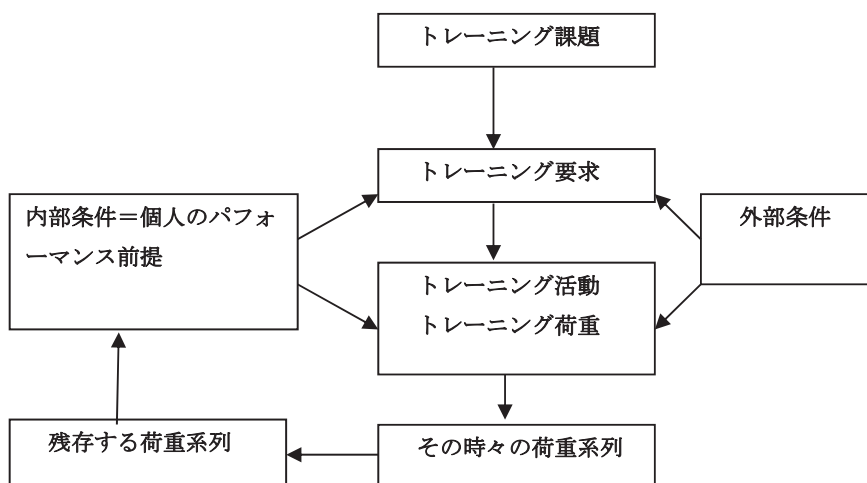 トレーニング課題
トレーニング要求
内部条件＝個人のパフォ
ーマンス前提
外部条件
トレーニング活動
トレーニング荷重
残存する荷重系列
その時々の荷重系列